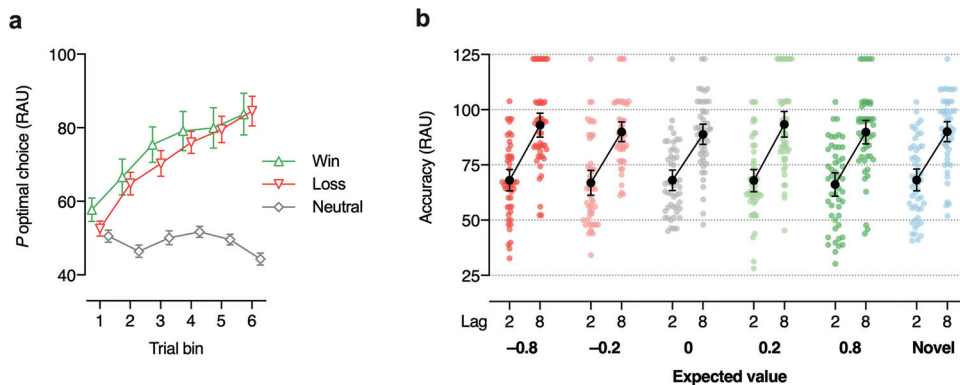 a
100
80
60
40
P optimal choice (RAU)
1 2 3 4 5 6
Trial bin
Win
Loss
Neutral
b
125
100
75
50
25
Accuracy (RAU)
Lag 2 8 2 8 2 8 2 8 2 8 2 8
−0.8 −0.2 0 0.2 0.8 Novel
Expected value